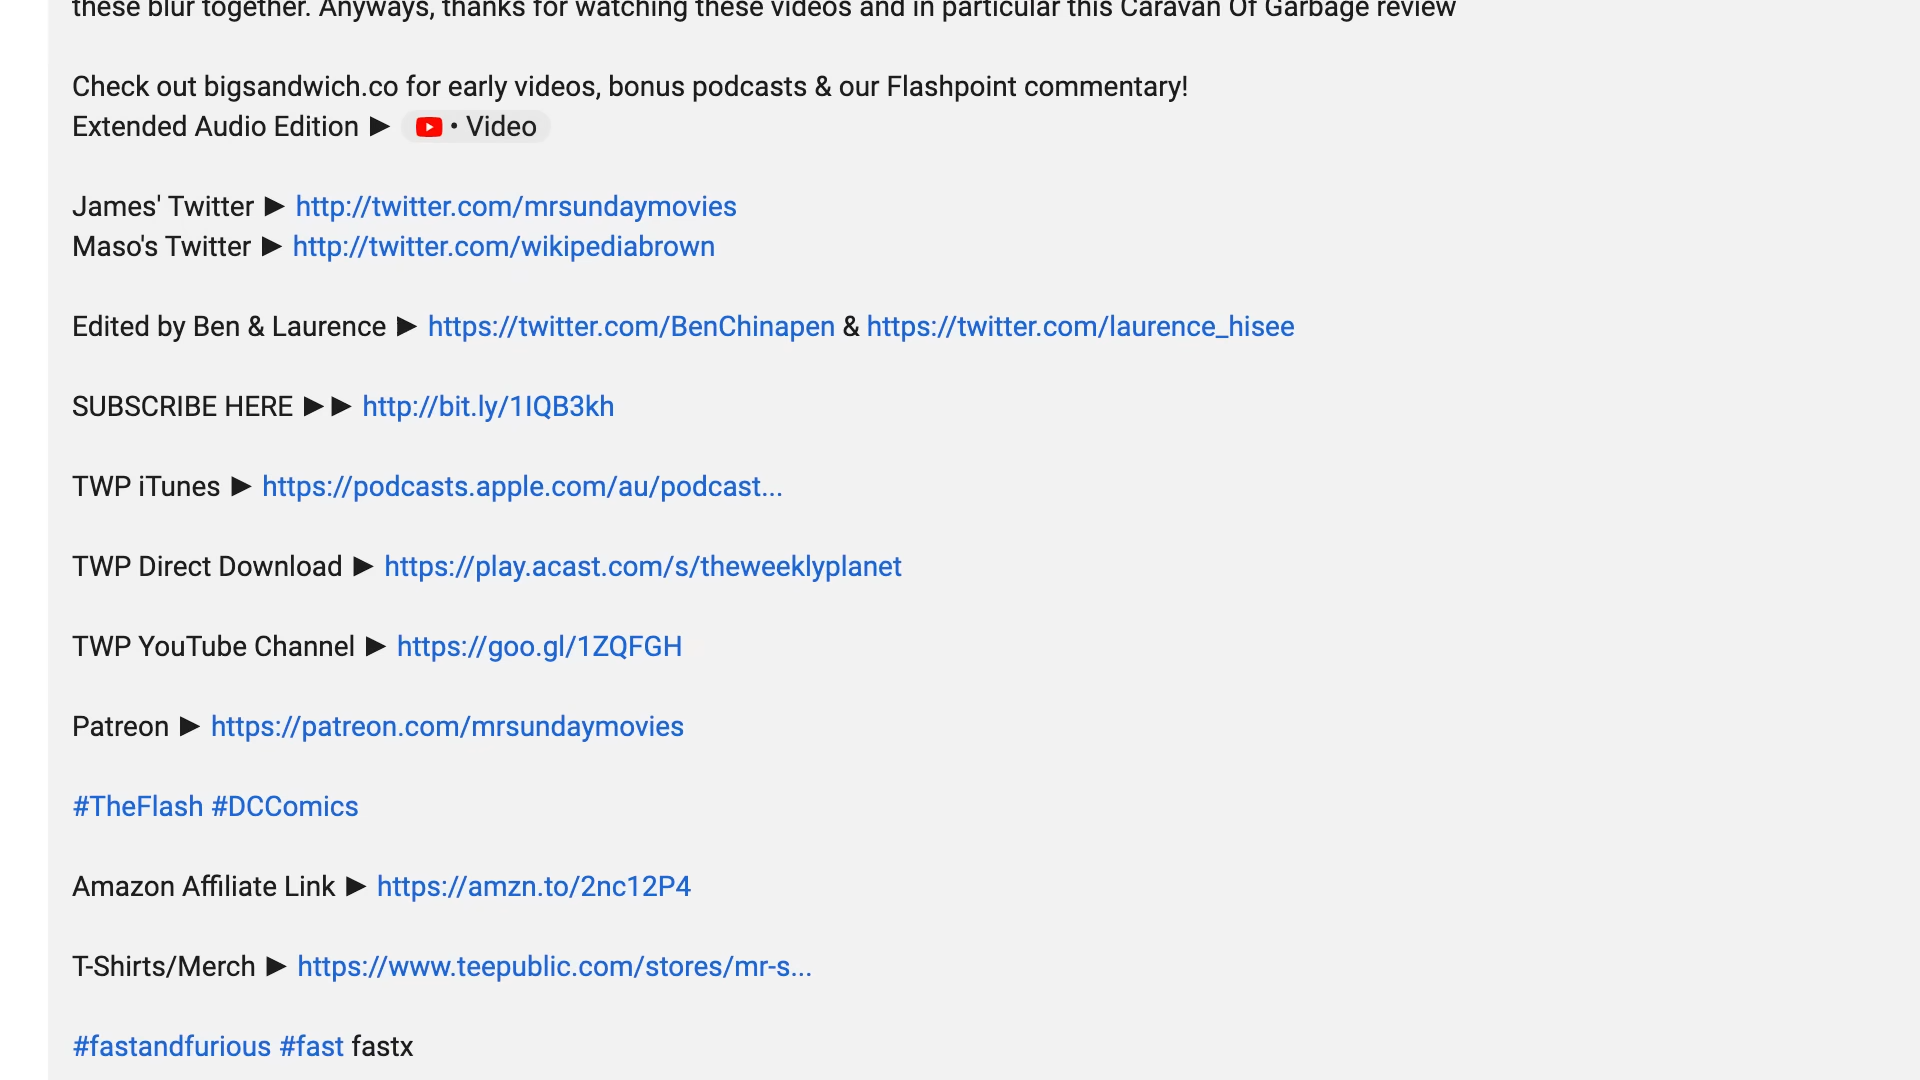 these blur together. Anyways, thanks for watching these videos and in particular this Caravan Of Garbage review
Check out bigsandwich.co for early videos, bonus podcasts & our Flashpoint commentary!
Extended Audio Edition ► • Video
James' Twitter ► http://twitter.com/mrsundaymovies
Maso's Twitter ► http://twitter.com/wikipediabrown
Edited by Ben & Laurence ► https://twitter.com/BenChinapen & https://twitter.com/laurence_hisee
SUBSCRIBE HERE ►► http://bit.ly/1IQB3kh
TWP iTunes ► https://podcasts.apple.com/au/podcast...
TWP Direct Download ► https://play.acast.com/s/theweeklyplanet
TWP YouTube Channel ► https://goo.gl/1ZQFGH
Patreon ► https://patreon.com/mrsundaymovies
#TheFlash #DCComics
Amazon Affiliate Link ► https://amzn.to/2nc12P4
T-Shirts/Merch ► https://www.teepublic.com/stores/mr-s...
#fastandfurious #fast fastx